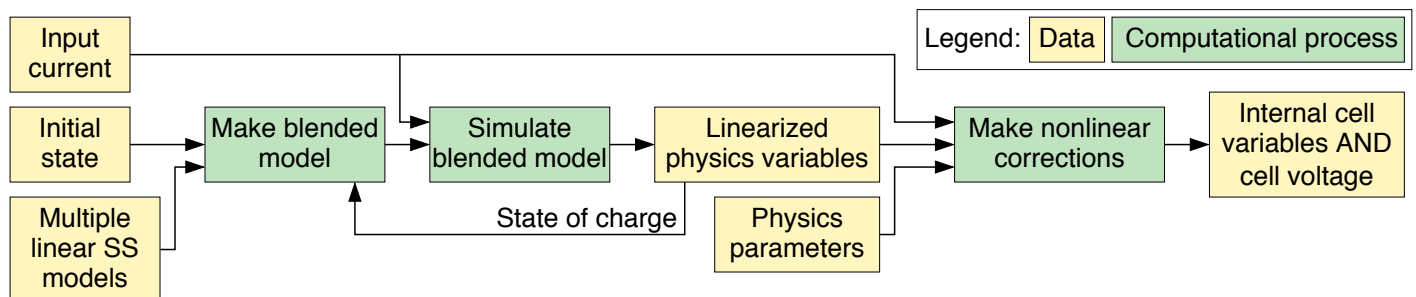 Input
current
Legend: Data Computational process
Initial
state
Make blended
model
Simulate
blended model
Linearized
physics variables
Make nonlinear
corrections
Internal cell
variables AND
cell voltage
Multiple
linear SS
models
State of charge
Physics
parameters